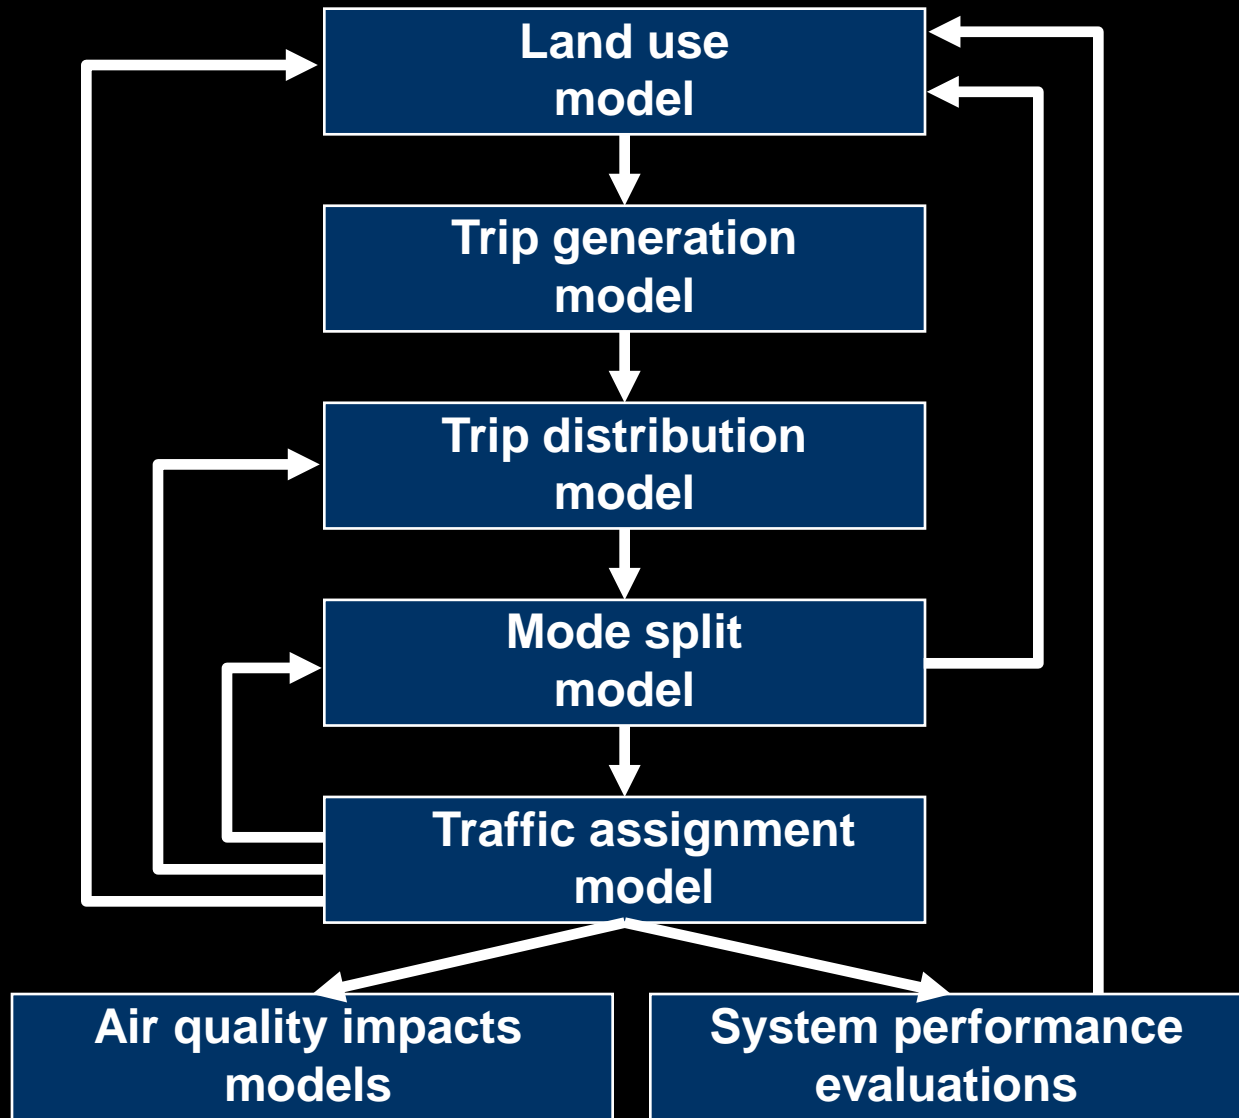 Land use
model
Trip generation
model
Trip distribution
model
Mode split
model
Traffic assignment
model
Air quality impacts
models
System performance
evaluations